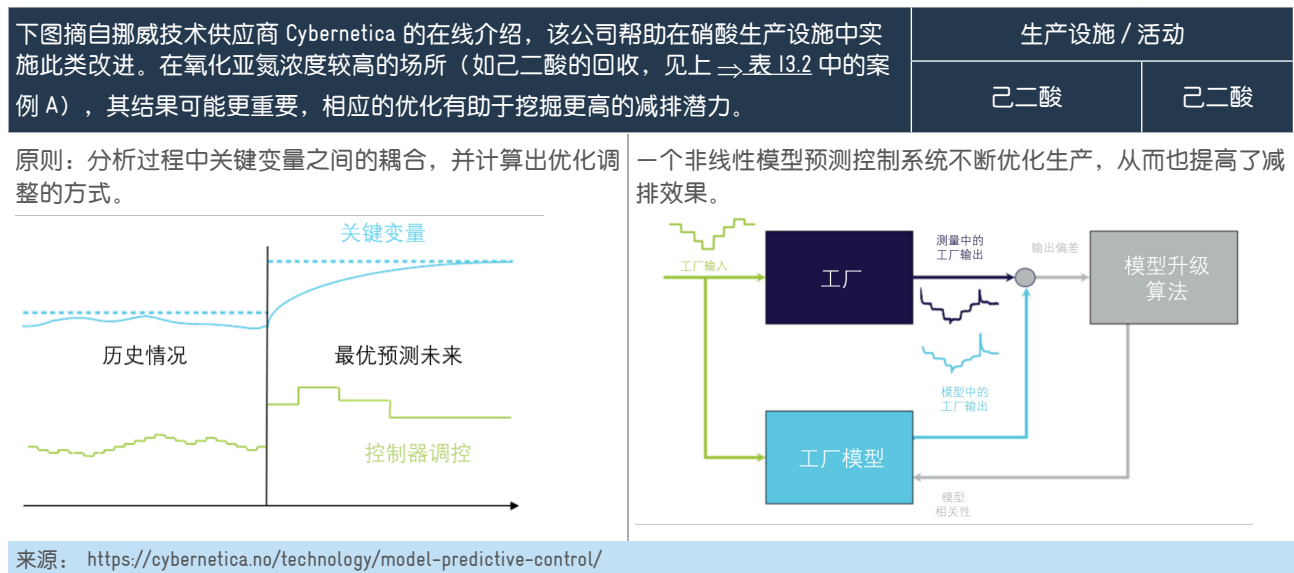 下图摘自挪威技术供应商 Cybernetica 的在线介绍，该公司帮助在硝酸生产设施中实
施此类改进。在氧化亚氮浓度较高的场所（如己二酸的回收，见上 ⇒ 表 13.2 中的案
例 A），其结果可能更重要，相应的优化有助于挖掘更高的减排潜力。
生产设施 / 活动
己二酸
己二酸
原则：分析过程中关键变量之间的耦合，并计算出优化调
整的方式。
关键变量
历史情况
最优预测未来
控制器调控
一个非线性模型预测控制系统不断优化生产，从而也提高了减
排效果。
工厂输入
工厂
测量中的
工厂输出
输出偏差
模型升级
算法
模型中的
工厂输出
工厂模型
模型
相关性
来源： https://cybernetica.no/technology/model-predictive-control/